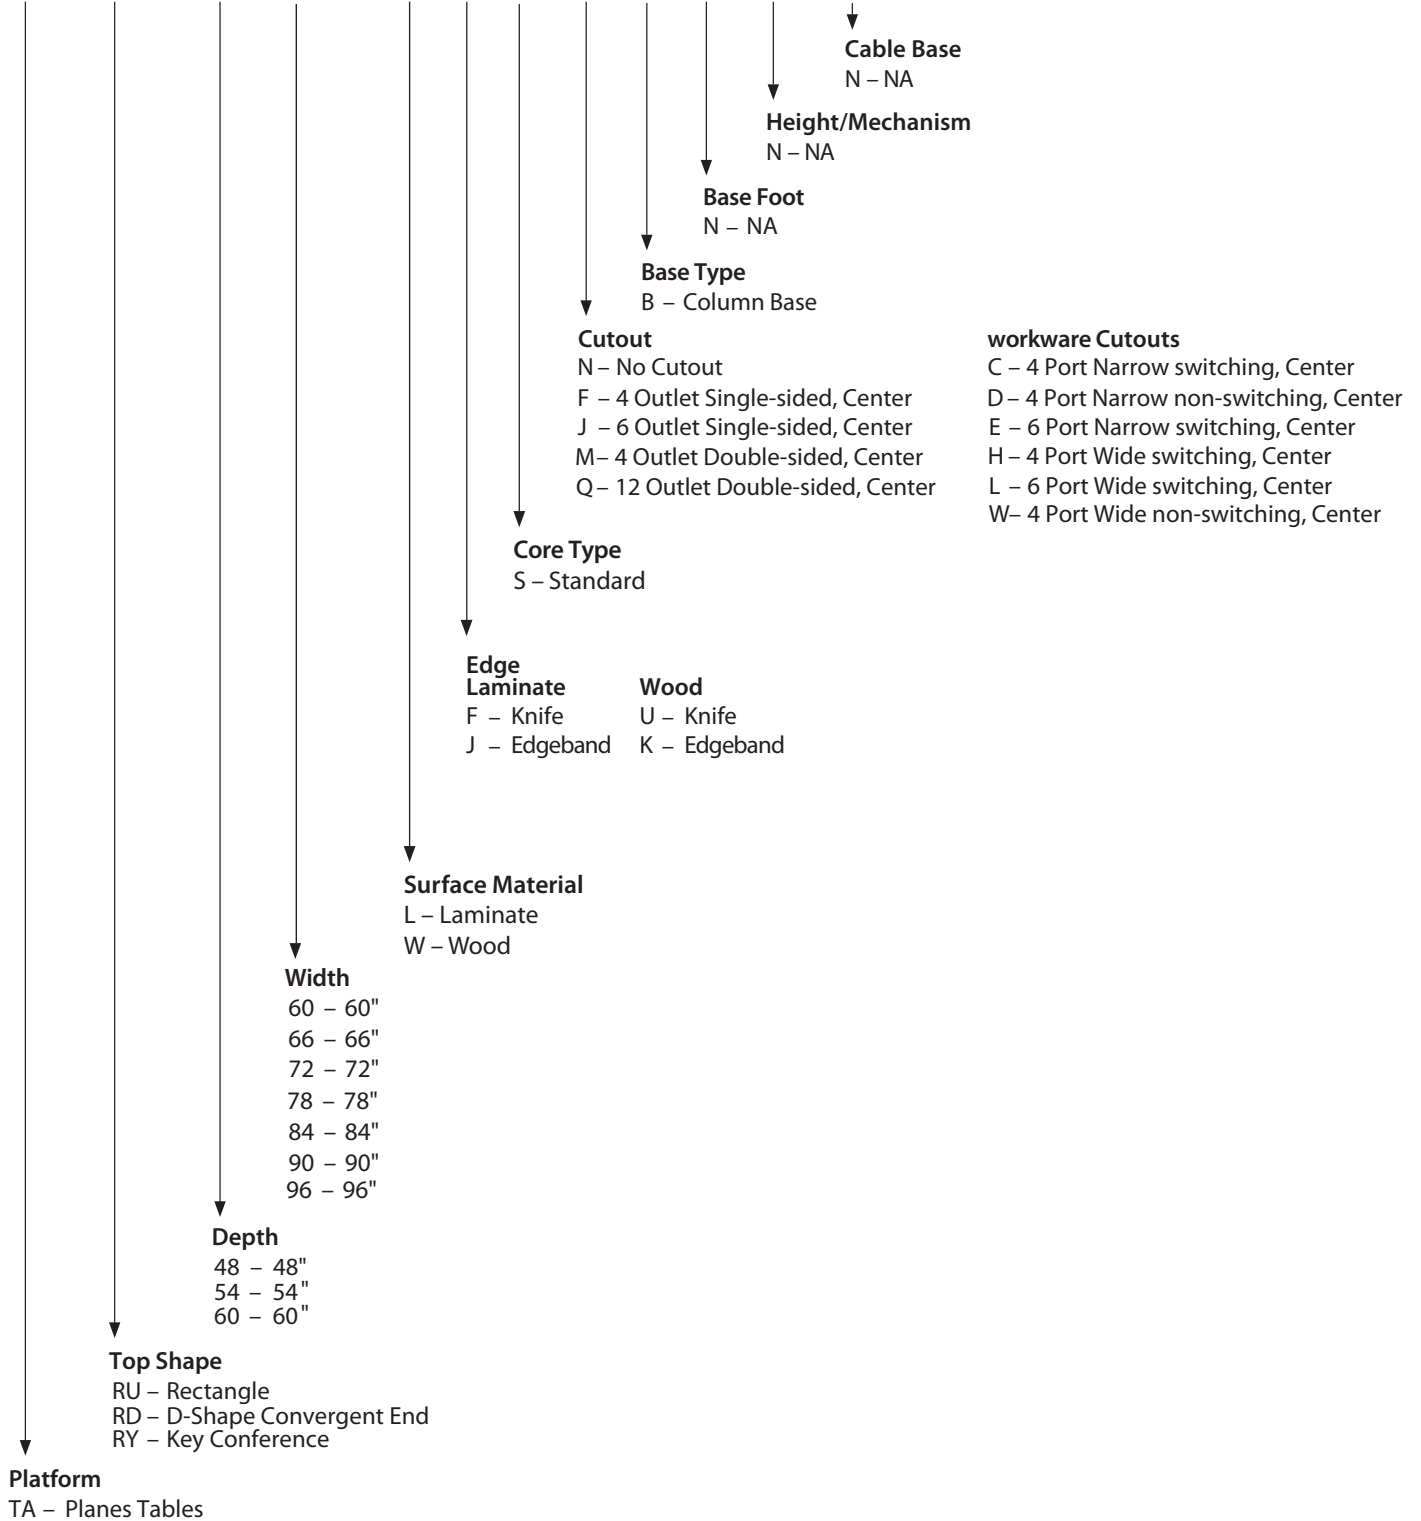 Cable Base
N – NA
Height/Mechanism
N – NA
Base Foot
N – NA
Base Type
B – Column Base
Cutout
N – No Cutout
F – 4 Outlet Single-sided, Center
J – 6 Outlet Single-sided, Center
M – 4 Outlet Double-sided, Center
Q – 12 Outlet Double-sided, Center
workware Cutouts
C – 4 Port Narrow switching, Center
D – 4 Port Narrow non-switching, Center
E – 6 Port Narrow switching, Center
H – 4 Port Wide switching, Center
L – 6 Port Wide switching, Center
W – 4 Port Wide non-switching, Center
Core Type
S – Standard
Edge
Laminate
F – Knife
J – Edgeband
Wood
U – Knife
K – Edgeband
Surface Material
L – Laminate
W – Wood
Width
60 – 60"
66 – 66"
72 – 72"
78 – 78"
84 – 84"
90 – 90"
96 – 96"
Depth
48 – 48"
54 – 54"
60 – 60"
Top Shape
RU – Rectangle
RD – D-Shape Convergent End
RY – Key Conference
Platform
TA – Planes Tables